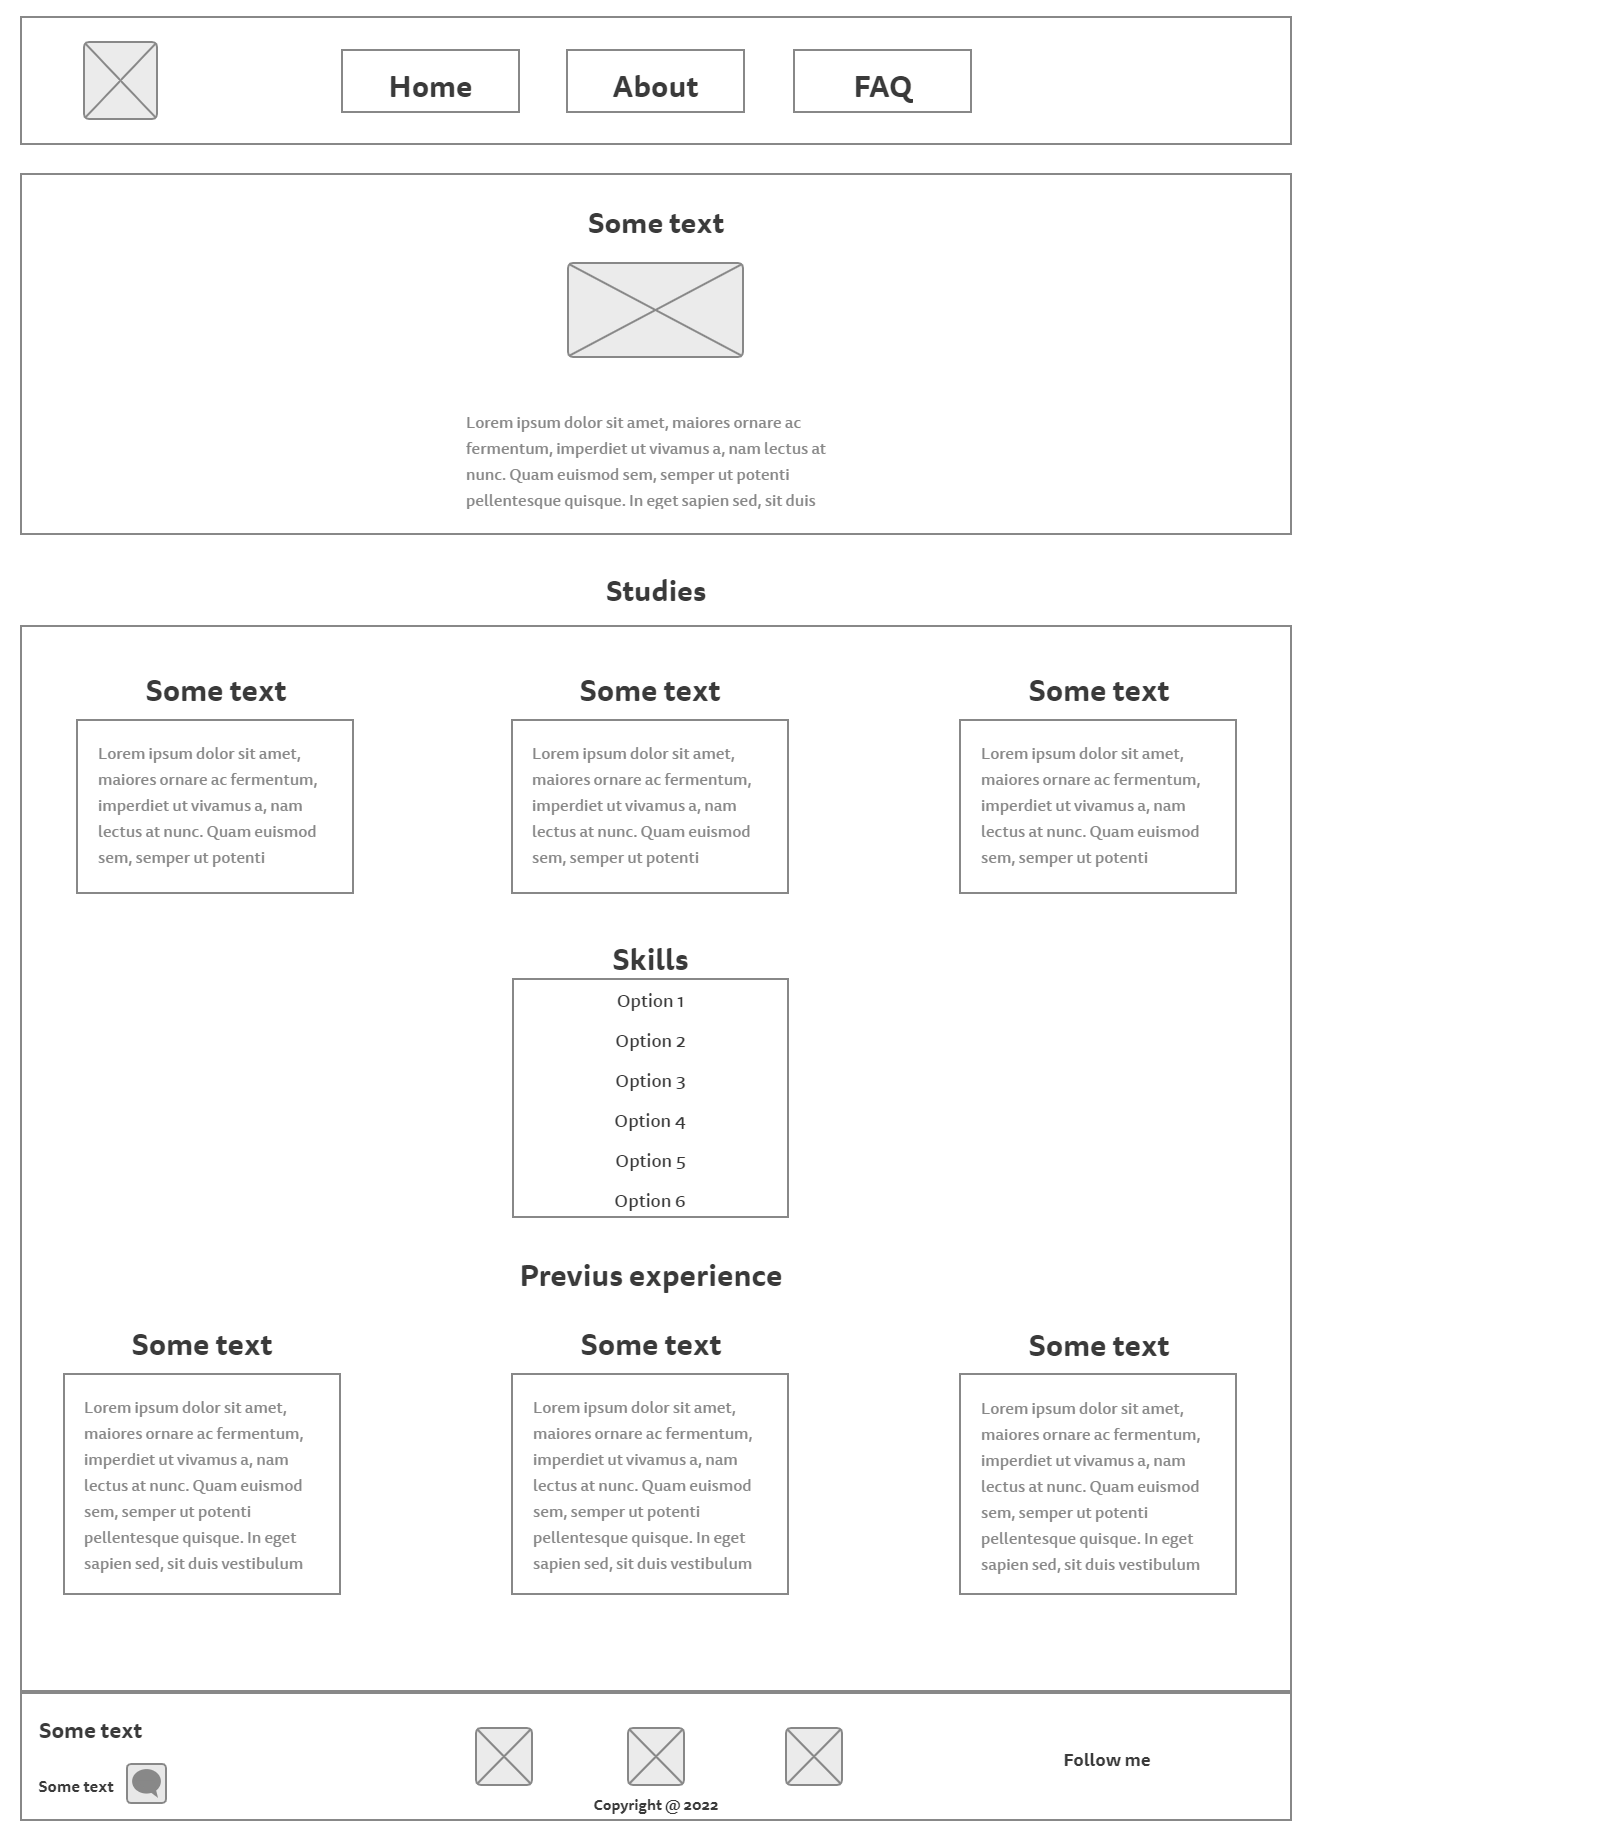 Home
About
FAQ
Some text
Lorem ipsum dolor sit amet, maiores ornare ac
fermentum, imperdiet ut vivamus a, nam lectus at
nunc. Quam euismod sem, semper ut potenti
pellentesque quisque. In eget sapien sed, sit duis
Studies
Some text
Lorem ipsum dolor sit amet,
maiores ornare ac fermentum,
imperdiet ut vivamus a, nam
lectus at nunc. Quam euismod
sem, semper ut potenti
Some text
Lorem ipsum dolor sit amet,
maiores ornare ac fermentum,
imperdiet ut vivamus a, nam
lectus at nunc. Quam euismod
sem, semper ut potenti
Some text
Lorem ipsum dolor sit amet,
maiores ornare ac fermentum,
imperdiet ut vivamus a, nam
lectus at nunc. Quam euismod
sem, semper ut potenti
Skills
Option 1
Option 2
Option 3
Option 4
Option 5
Option 6
Previus experience
Some text
Lorem ipsum dolor sit amet,
maiores ornare ac fermentum,
imperdiet ut vivamus a, nam
lectus at nunc. Quam euismod
sem, semper ut potenti
pellentesque quisque. In eget
sapien sed, sit duis vestibulum
Some text
Lorem ipsum dolor sit amet,
maiores ornare ac fermentum,
imperdiet ut vivamus a, nam
lectus at nunc. Quam euismod
sem, semper ut potenti
pellentesque quisque. In eget
sapien sed, sit duis vestibulum
Some text
Lorem ipsum dolor sit amet,
maiores ornare ac fermentum,
imperdiet ut vivamus a, nam
lectus at nunc. Quam euismod
sem, semper ut potenti
pellentesque quisque. In eget
sapien sed, sit duis vestibulum
Some text
Some text
Copyright @ 2022
Follow me